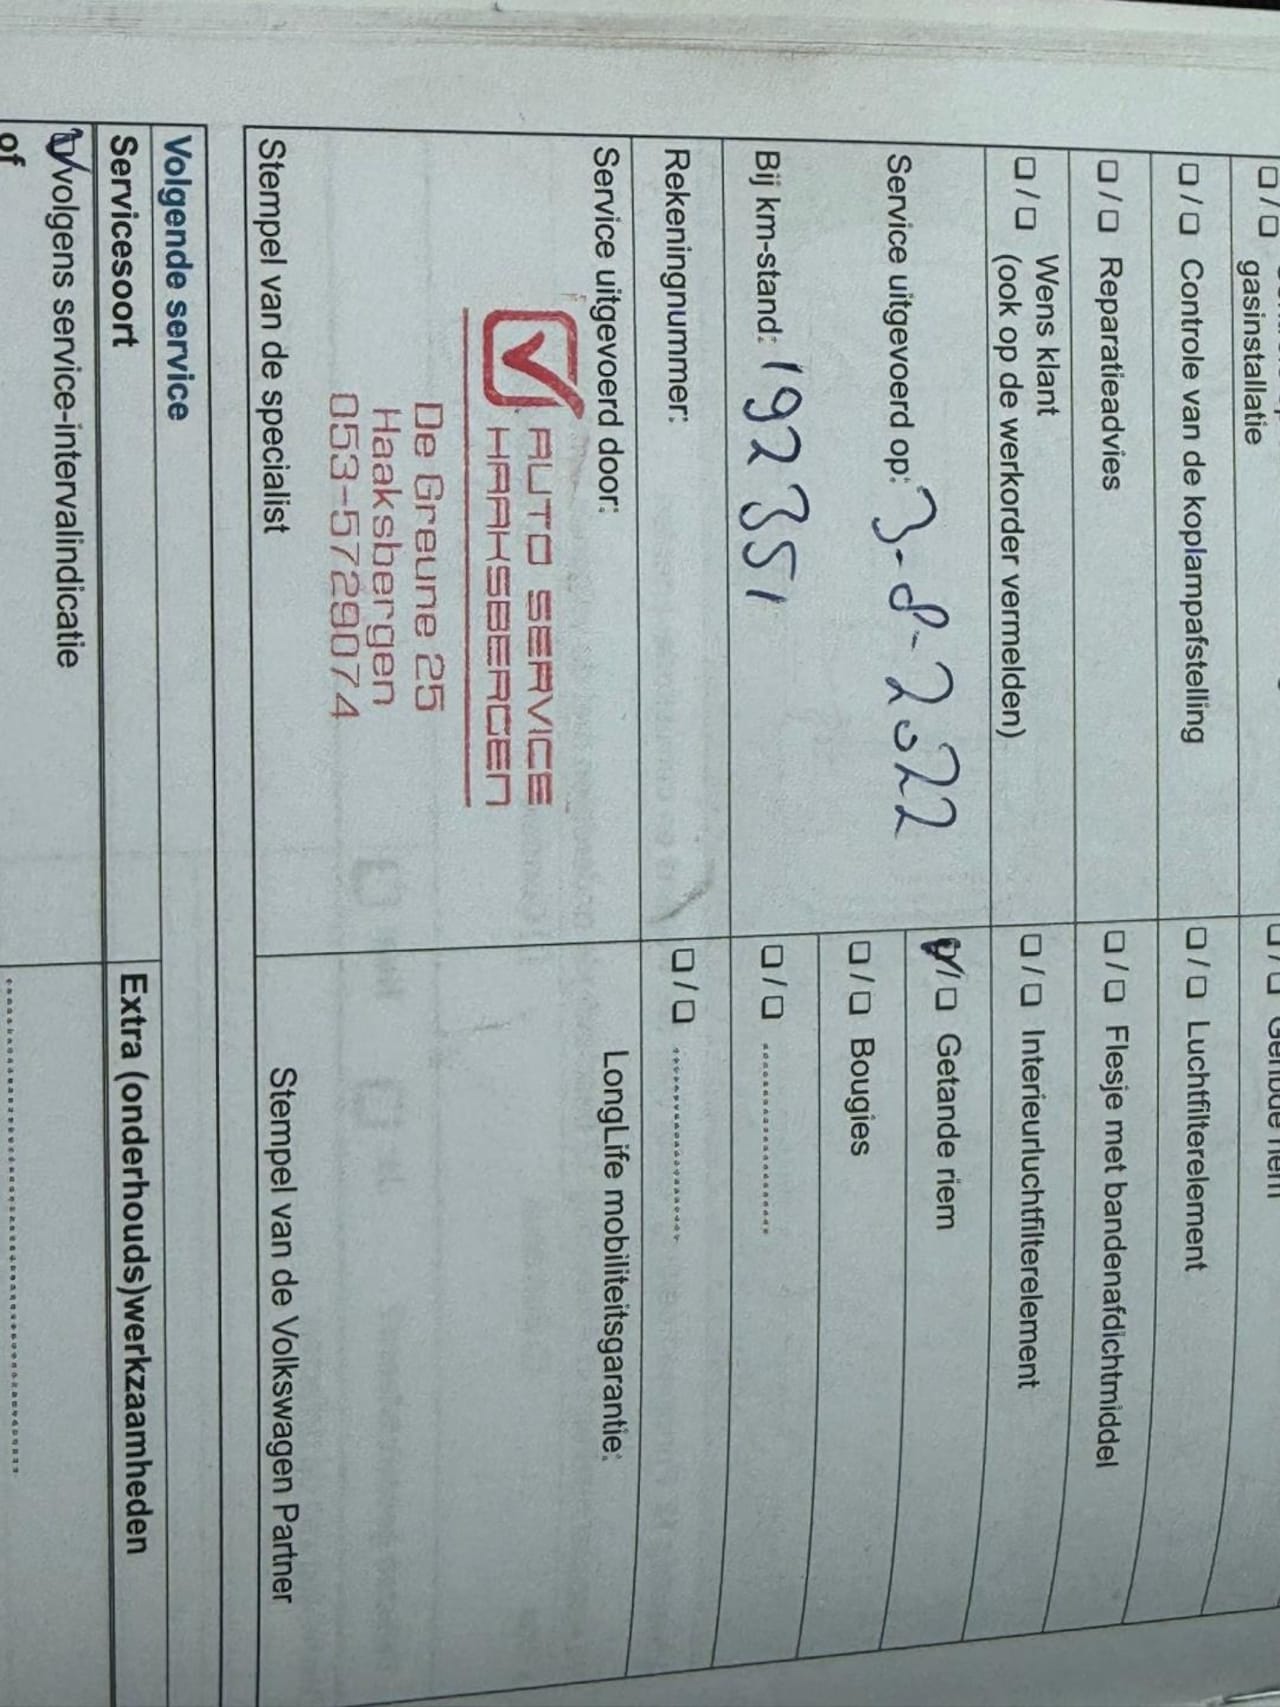 gasinstallatie
☐ / ☐ Controle van de koplampafstelling
☐ / ☐ Luchtfilterelement
☐ / ☐ Reparatieadvies
☐ / ☐ Flesje met bandenafdichtmiddel
☐ / ☐ Wens klant
(ook op de werkorder vermelden)
☐ / ☐ Interieurluchtfilterelement
Service uitgevoerd op: 3-8-2022
☑ / ☐ Getande riem
☐ / ☐ Bougies
Bij km-stand: 192351
☐ / ☐ ........................
Rekeningnummer:
☐ / ☐ ........................
Service uitgevoerd door:
LongLife mobiliteitsgarantie:
AUTO SERVICE
HAAKSBERGEN
De Greune 25
Haaksbergen
053-5729074
Stempel van de specialist
Stempel van de Volkswagen Partner
Volgende service
Servicesoort
Extra (onderhouds)werkzaamheden
☑ volgens service-intervalindicatie
of